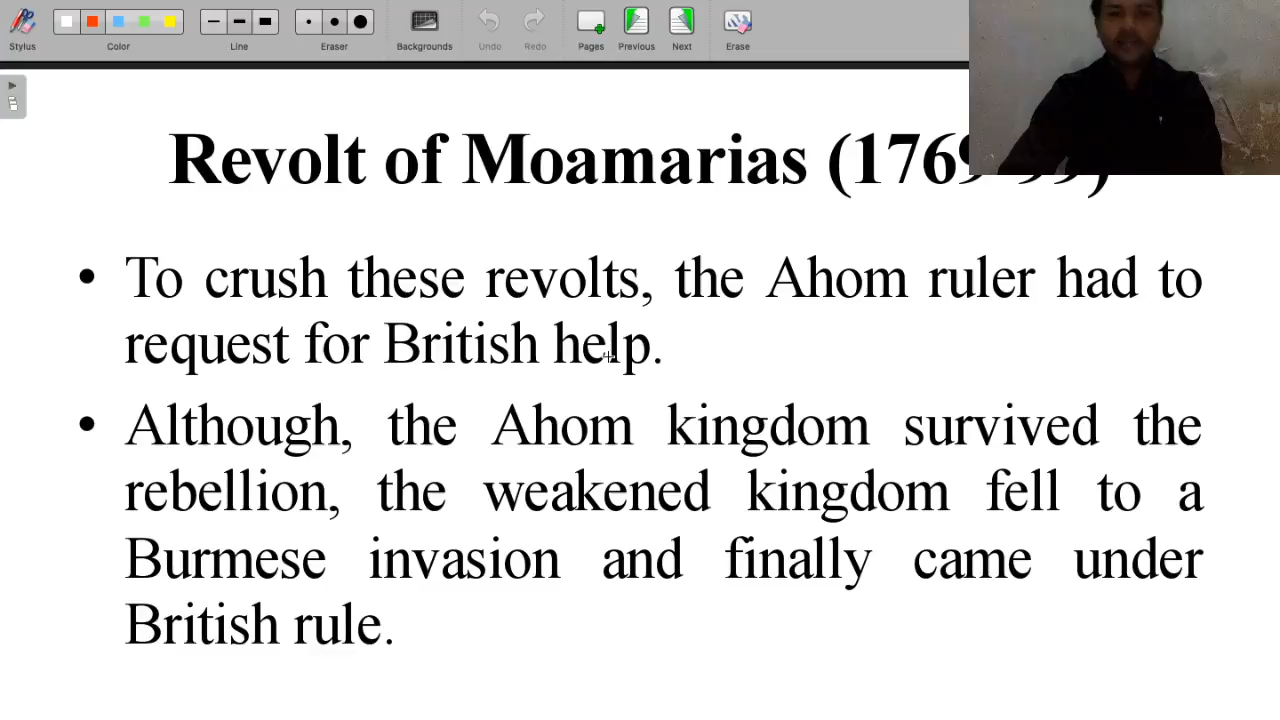 Stylus Color Line Eraser Backgrounds Undo Redo Pages Previous Next Erase
Revolt of Moamarias (1769-99)
• To crush these revolts, the Ahom ruler had to
request for British help.
• Although, the Ahom kingdom survived the
rebellion, the weakened kingdom fell to a
Burmese invasion and finally came under
British rule.